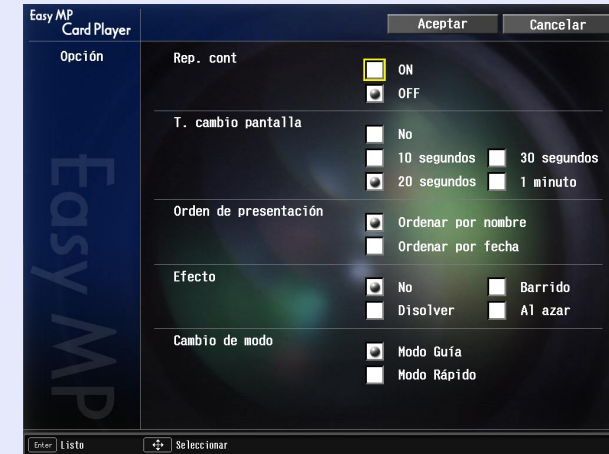 Easy MP
Card Player
Aceptar Cancelar
Opción
Rep. cont
ON
OFF
T. cambio pantalla
No
10 segundos 30 segundos
20 segundos 1 minuto
Orden de presentación
Ordenar por nombre
Ordenar por fecha
Efecto
No Barrido
Disolver Al azar
Cambio de modo
Modo Guía
Modo Rápido
Easy MP
Enter Listo Seleccionar